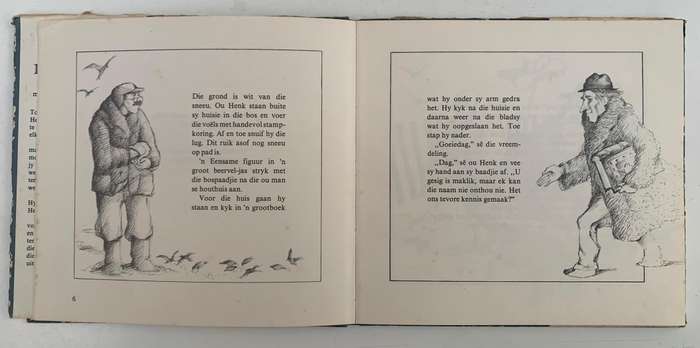 Die grond is wit van die
sneeu. Ou Henk staan buite
sy huisie in die bos en voer
die voëls met handevol stamp-
koring. Af en toe snuif hy die
lug. Dit ruik asof nog sneeu
op pad is.
'n Eensame figuur in 'n
groot beervel-jas stryk met
die bospaadjie na die ou man
se houthuis aan.
Voor die huis gaan hy
staan en kyk in 'n grootboek
6
wat hy onder sy arm gedra
het. Hy kyk na die huisie en
daarna weer na die bladsy
wat hy oopgeslaan het. Toe
stap hy nader.
„Goeiedag,” sê die vreem-
deling.
„Dag,” sê ou Henk en vee
sy hand aan sy baadjie af. „U
gesig is maklik, maar ek kan
die naam nie onthou nie. Het
ons tevore kennis gemaak?”